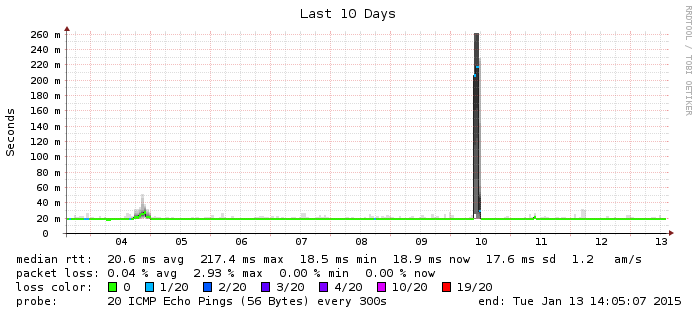 Last 10 Days
RRDTOOL / TOBI OETIKER
Seconds
260 m
240 m
220 m
200 m
180 m
160 m
140 m
120 m
100 m
80 m
60 m
40 m
20 m
0
04 05 06 07 08 09 10 11 12 13
median rtt: 20.6 ms avg 217.4 ms max 18.5 ms min 18.9 ms now 17.6 ms sd 1.2 am/s
packet loss: 0.04 % avg 2.93 % max 0.00 % min 0.00 % now
loss color: 0 1/20 2/20 3/20 4/20 10/20 19/20
probe: 20 ICMP Echo Pings (56 Bytes) every 300s end: Tue Jan 13 14:05:07 2015